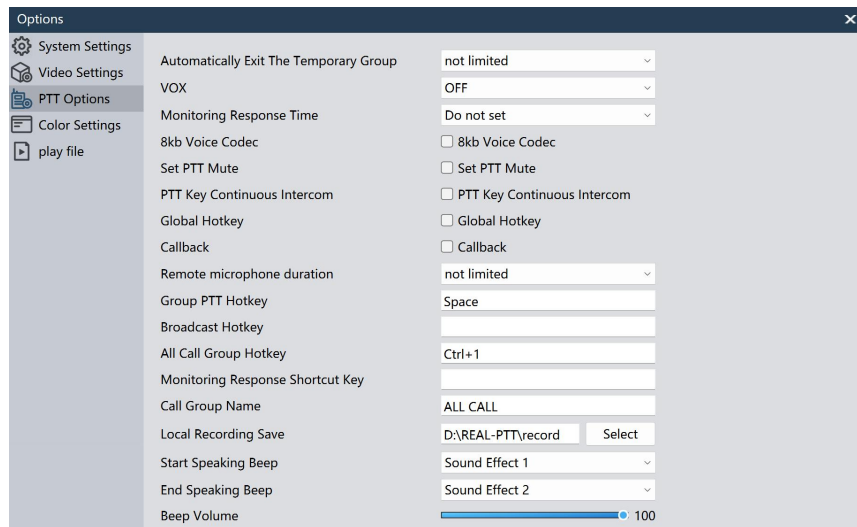 Options
System Settings
Video Settings
PTT Options
Color Settings
play file
Automatically Exit The Temporary Group not limited
VOX OFF
Monitoring Response Time Do not set
8kb Voice Codec 8kb Voice Codec
Set PTT Mute Set PTT Mute
PTT Key Continuous Intercom PTT Key Continuous Intercom
Global Hotkey Global Hotkey
Callback Callback
Remote microphone duration not limited
Group PTT Hotkey Space
Broadcast Hotkey
All Call Group Hotkey Ctrl+1
Monitoring Response Shortcut Key
Call Group Name ALL CALL
Local Recording Save D:\REAL-PTT\record Select
Start Speaking Beep Sound Effect 1
End Speaking Beep Sound Effect 2
Beep Volume 100